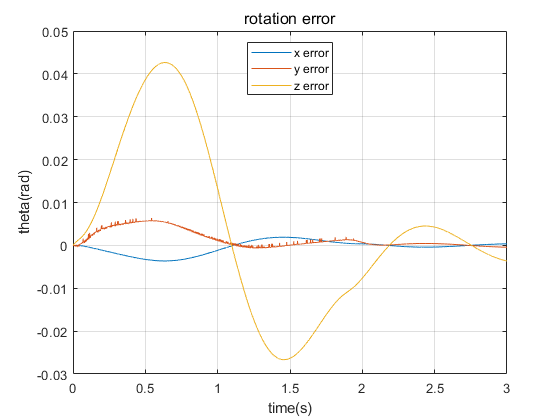 rotation error
x error
y error
z error
0.05
0.04
0.03
0.02
0.01
0
-0.01
-0.02
-0.03
theta(rad)
0 0.5 1 1.5 2 2.5 3
time(s)